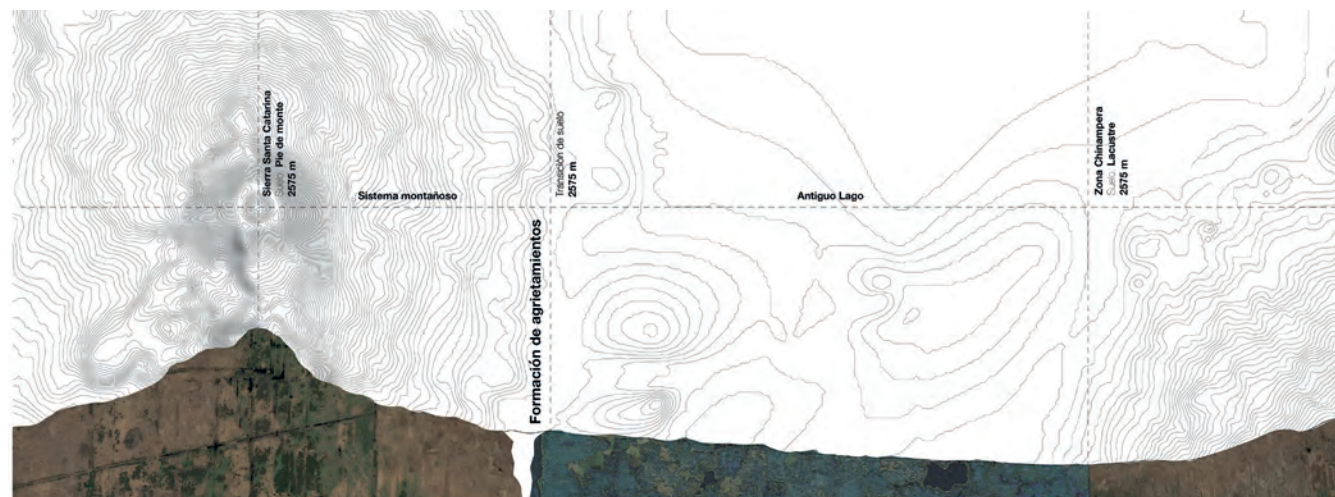 Sierra Santa Catarina
Suelo Pie de monte
2575 m
Sistema montañoso
Formación de agrietamientos
Transición de suelo
2575 m
Antiguo Lago
Zona Chinampera
Suelo Lacustre
2575 m